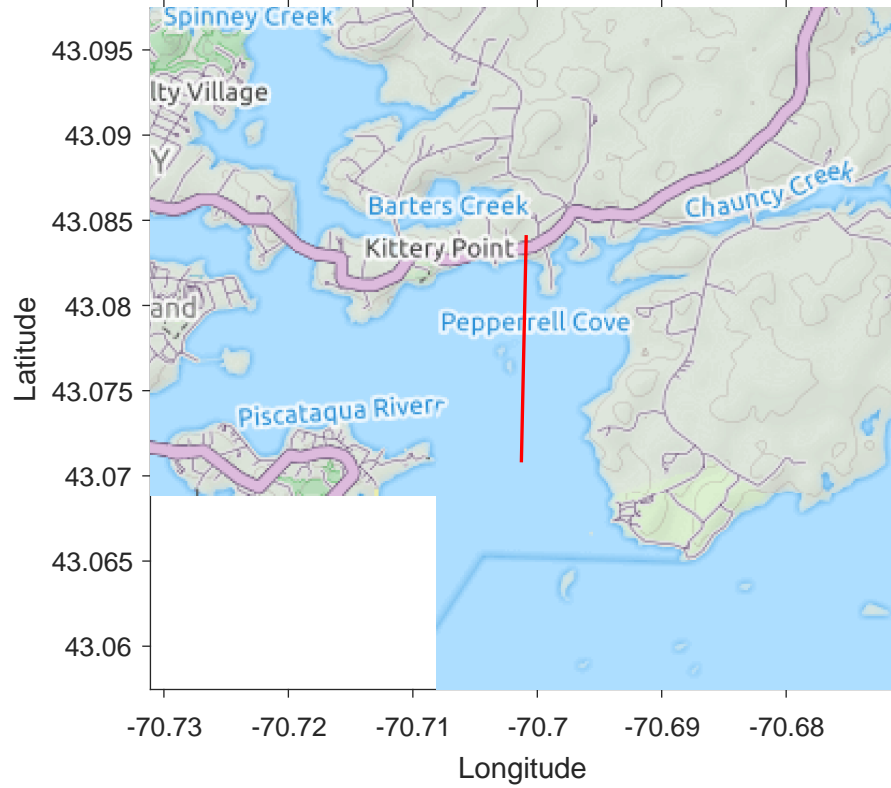 Spinney Creek
43.095
lty Village
43.09
Y
Chauncy Creek
43.085
Barters Creek
Kittery Point
43.08
and
Pepperrell Cove
Latitude
43.075
Piscataqua Riverr
43.07
43.065
43.06
-70.73
-70.72
-70.71
-70.7
-70.69
-70.68
Longitude